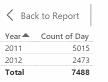 Back to Report
Year Count of Day
2011 5015
2012 2473
Total 7488